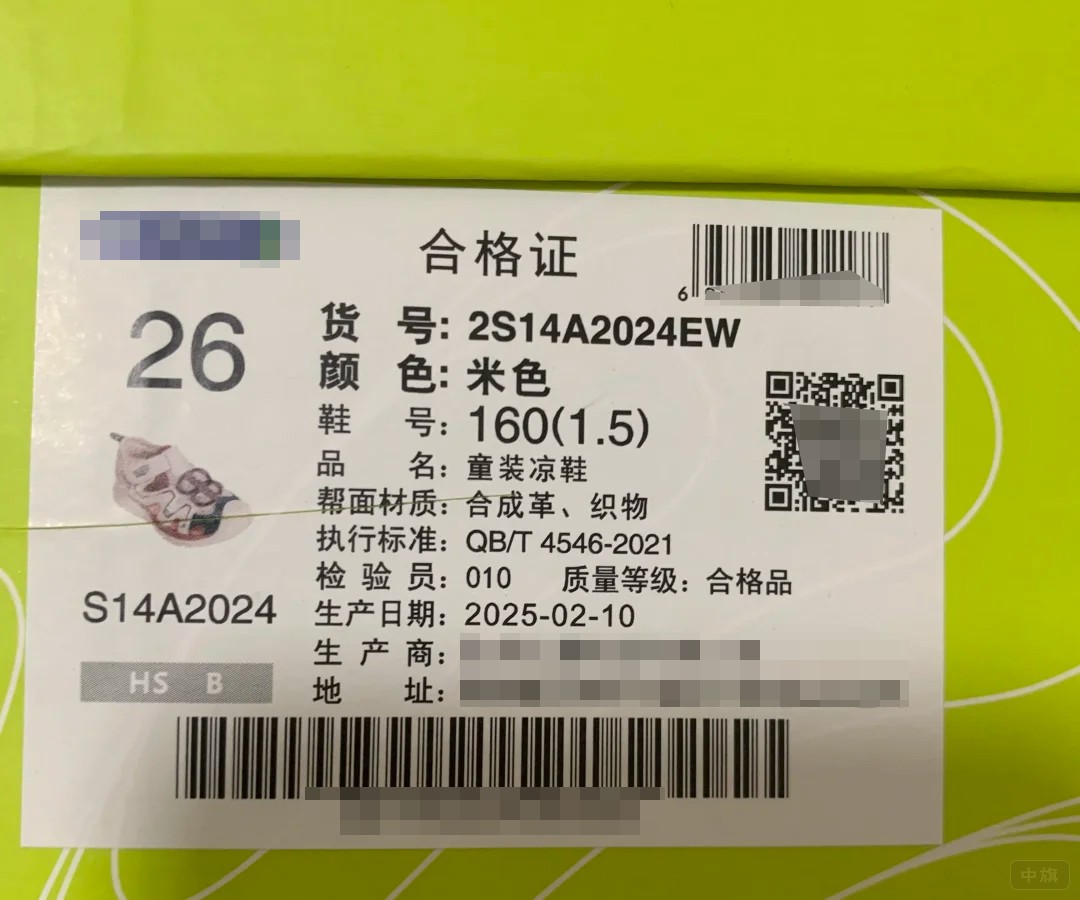 合格证
6
26
货 号: 2S14A2024EW
颜 色: 米色
鞋 号: 160(1.5)
品 名: 童装凉鞋
帮面材质: 合成革、织物
执行标准: QB/T 4546-2021
检 验 员: 010 质量等级: 合格品
生产日期: 2025-02-10
生 产 商:
地 址:
S14A2024
HS B
中旗